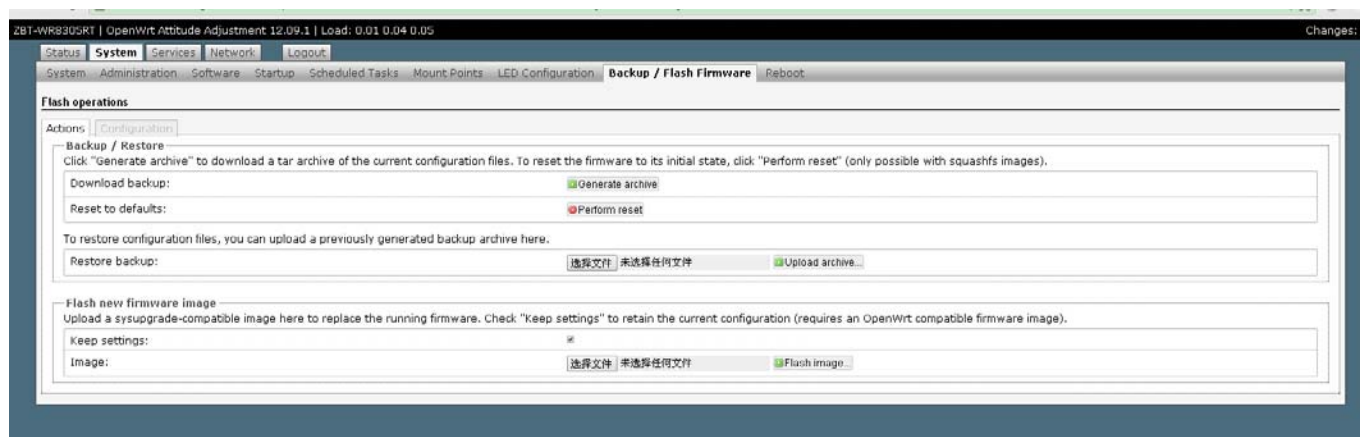 ZBT-WR8305RT | OpenWrt Attitude Adjustment 12.09.1 | Load: 0.01 0.04 0.05 Changes:
Status System Services Network Logout
System Administration Software Startup Scheduled Tasks Mount Points LED Configuration Backup / Flash Firmware Reboot
Flash operations
Actions Configuration
Backup / Restore
Click "Generate archive" to download a tar archive of the current configuration files. To reset the firmware to its initial state, click "Perform reset" (only possible with squashfs images).
Download backup: Generate archive
Reset to defaults: Perform reset
To restore configuration files, you can upload a previously generated backup archive here.
Restore backup: 选择文件 未选择任何文件 Upload archive...
Flash new firmware image
Upload a sysupgrade-compatible image here to replace the running firmware. Check "Keep settings" to retain the current configuration (requires an OpenWrt compatible firmware image).
Keep settings:
Image: 选择文件 未选择任何文件 Flash image...